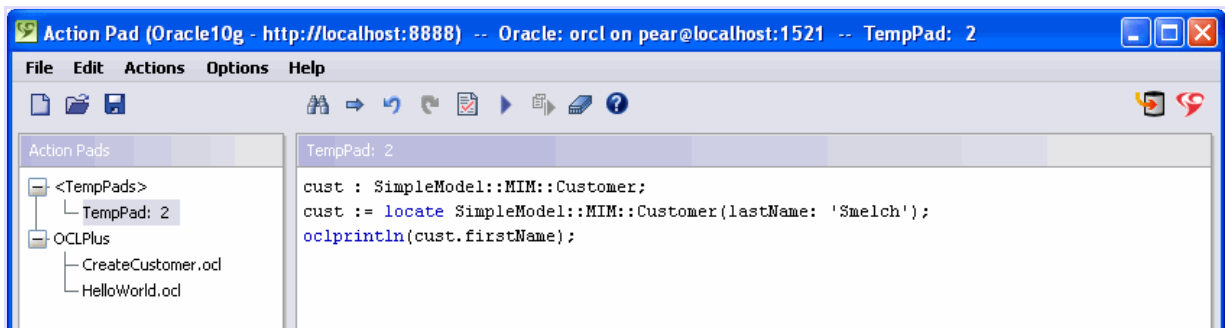 Action Pad (Oracle10g - http://localhost:8888) -- Oracle: orcl on pear@localhost:1521 -- TempPad: 2
File Edit Actions Options Help
Action Pads
<TempPads>
TempPad: 2
OCLPlus
CreateCustomer.ocl
HelloWorld.ocl
TempPad: 2
cust : SimpleModel::MIM::Customer;
cust := locate SimpleModel::MIM::Customer(lastName: 'Smelch');
oclprintln(cust.firstName);